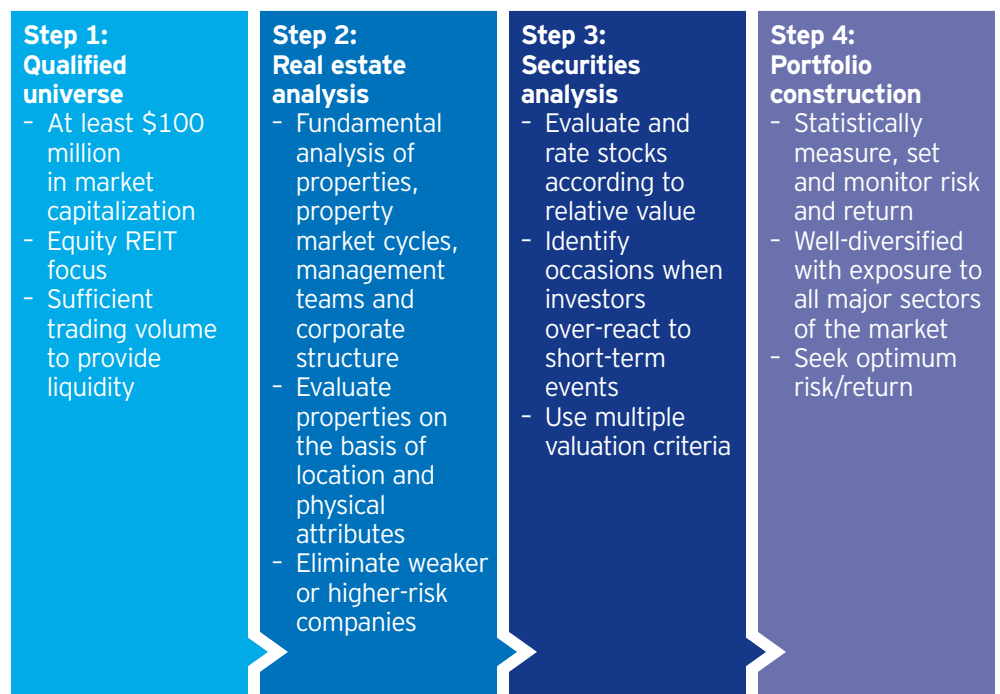 Step 1:
Qualified
universe
– At least $100
million
in market
capitalization
– Equity REIT
focus
– Sufficient
trading volume
to provide
liquidity
Step 2:
Real estate
analysis
– Fundamental
analysis of
properties,
property
market cycles,
management
teams and
corporate
structure
– Evaluate
properties on
the basis of
location and
physical
attributes
– Eliminate weaker
or higher-risk
companies
Step 3:
Securities
analysis
– Evaluate and
rate stocks
according to
relative value
– Identify
occasions when
investors
over-react to
short-term
events
– Use multiple
valuation criteria
Step 4:
Portfolio
construction
– Statistically
measure, set
and monitor risk
and return
– Well-diversified
with exposure to
all major sectors
of the market
– Seek optimum
risk/return